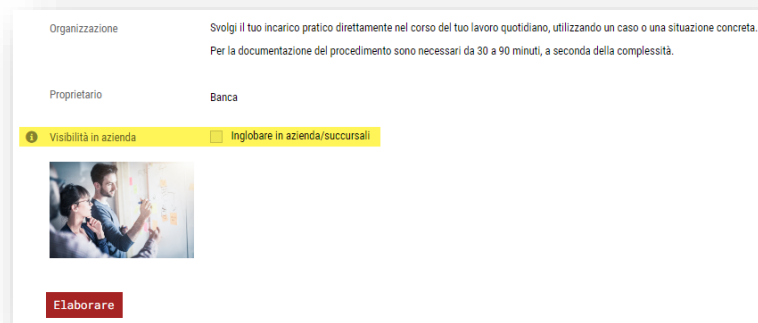 Organizzazione Svolgi il tuo incarico pratico direttamente nel corso del tuo lavoro quotidiano, utilizzando un caso o una situazione concreta.
Per la documentazione del procedimento sono necessari da 30 a 90 minuti, a seconda della complessità.
Proprietario Banca
Visibilità in azienda Inglobare in azienda/succursali
Elaborare